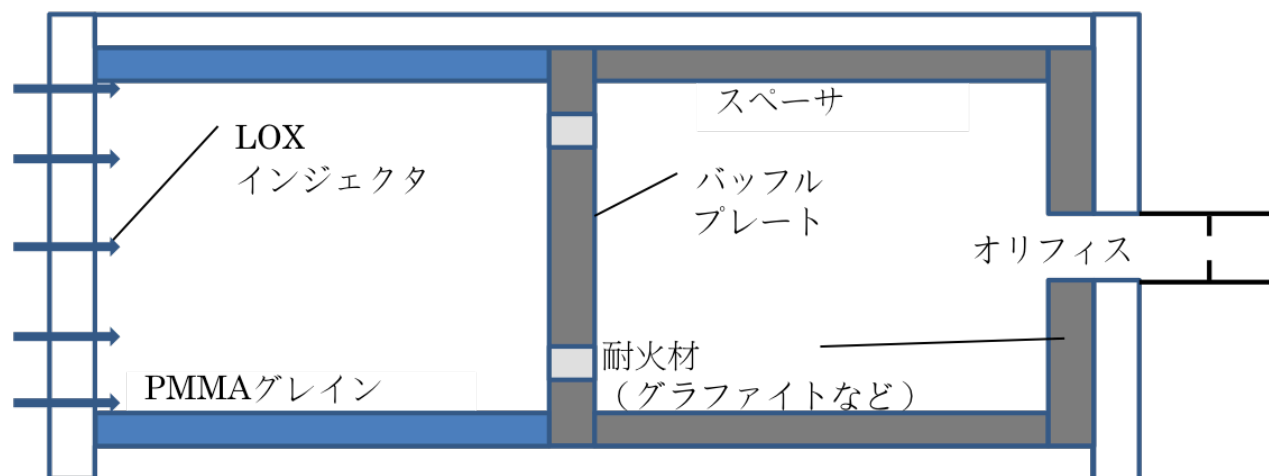 スペーサ
LOX
インジェクタ
バッフル
プレート
オリフィス
耐火材
（グラファイトなど）
PMMAグレイン